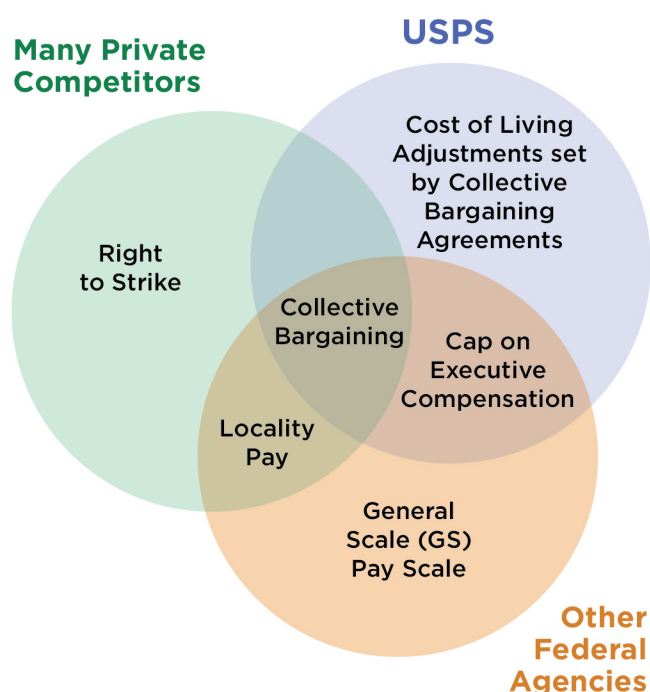 USPS
Many Private
Competitors
Cost of Living
Adjustments set
by Collective
Bargaining
Agreements
Right
to Strike
Collective
Bargaining
Cap on
Executive
Compensation
Locality
Pay
General
Scale (GS)
Pay Scale
Other
Federal
Agencies